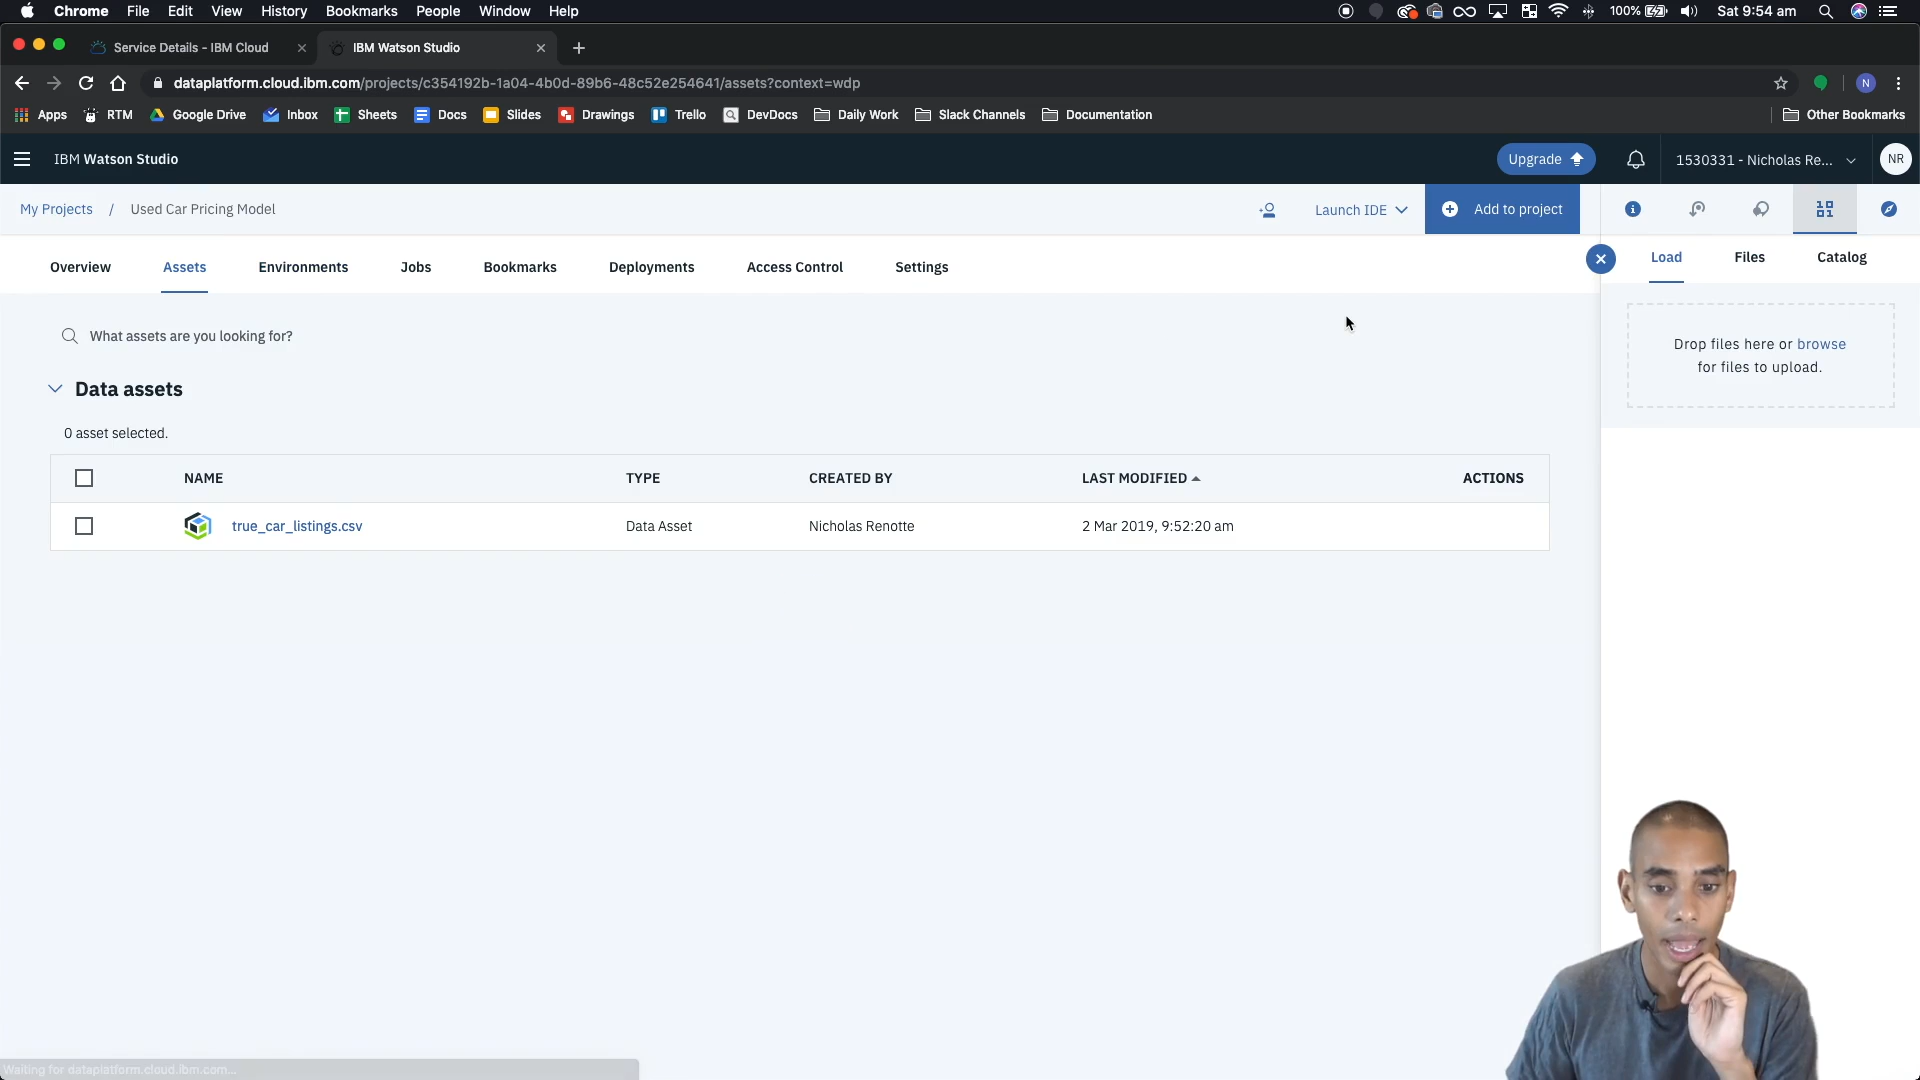 Chrome File Edit View History Bookmarks People Window Help 100% Sat 9:54 am
Service Details - IBM Cloud IBM Watson Studio
dataplatform.cloud.ibm.com/projects/c354192b-1a04-4b0d-89b6-48c52e254641/assets?context=wdp N
Apps RTM Google Drive Inbox Sheets Docs Slides Drawings Trello DevDocs Daily Work Slack Channels Documentation Other Bookmarks
IBM Watson Studio Upgrade 1530331 - Nicholas Re... NR
My Projects / Used Car Pricing Model Launch IDE Add to project
Overview Assets Environments Jobs Bookmarks Deployments Access Control Settings Load Files Catalog
What assets are you looking for?
Drop files here or browse
for files to upload.
Data assets
0 asset selected.
NAME TYPE CREATED BY LAST MODIFIED ACTIONS
true_car_listings.csv Data Asset Nicholas Renotte 2 Mar 2019, 9:52:20 am
Waiting for dataplatform.cloud.ibm.com...